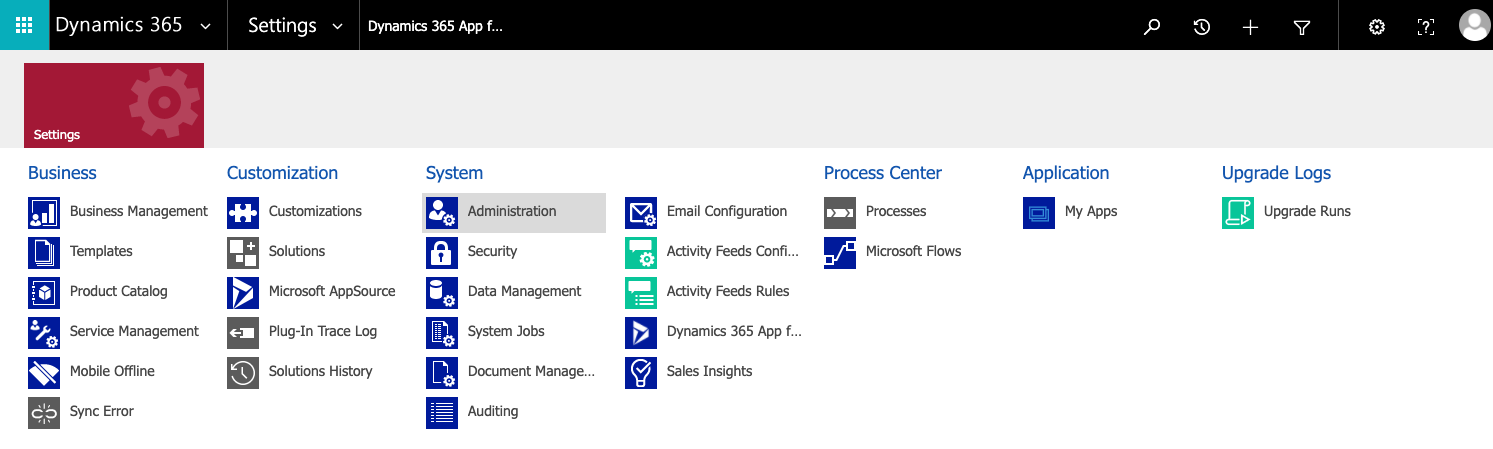 Dynamics 365
Settings
Dynamics 365 App f...
Settings
Business
Business Management
Templates
Product Catalog
Service Management
Mobile Offline
Sync Error
Customization
Customizations
Solutions
Microsoft AppSource
Plug-In Trace Log
Solutions History
System
Administration
Security
Data Management
System Jobs
Document Manage...
Auditing
Email Configuration
Activity Feeds Confi...
Activity Feeds Rules
Dynamics 365 App f...
Sales Insights
Process Center
Processes
Microsoft Flows
Application
My Apps
Upgrade Logs
Upgrade Runs